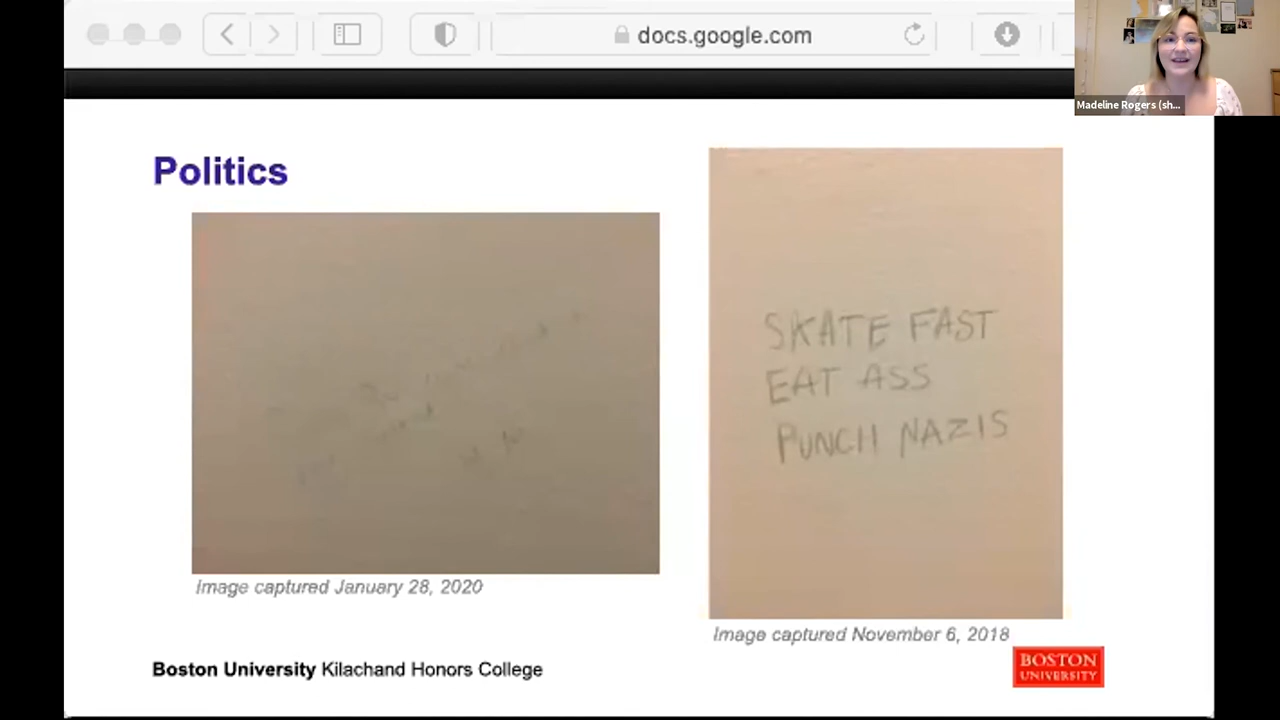 docs.google.com
Madeline Rogers (sh...
Politics
SKATE FAST
EAT ASS
PUNCH NAZIS
Image captured January 28, 2020
Image captured November 6, 2018
Boston University Kilachand Honors College
BOSTON
UNIVERSITY